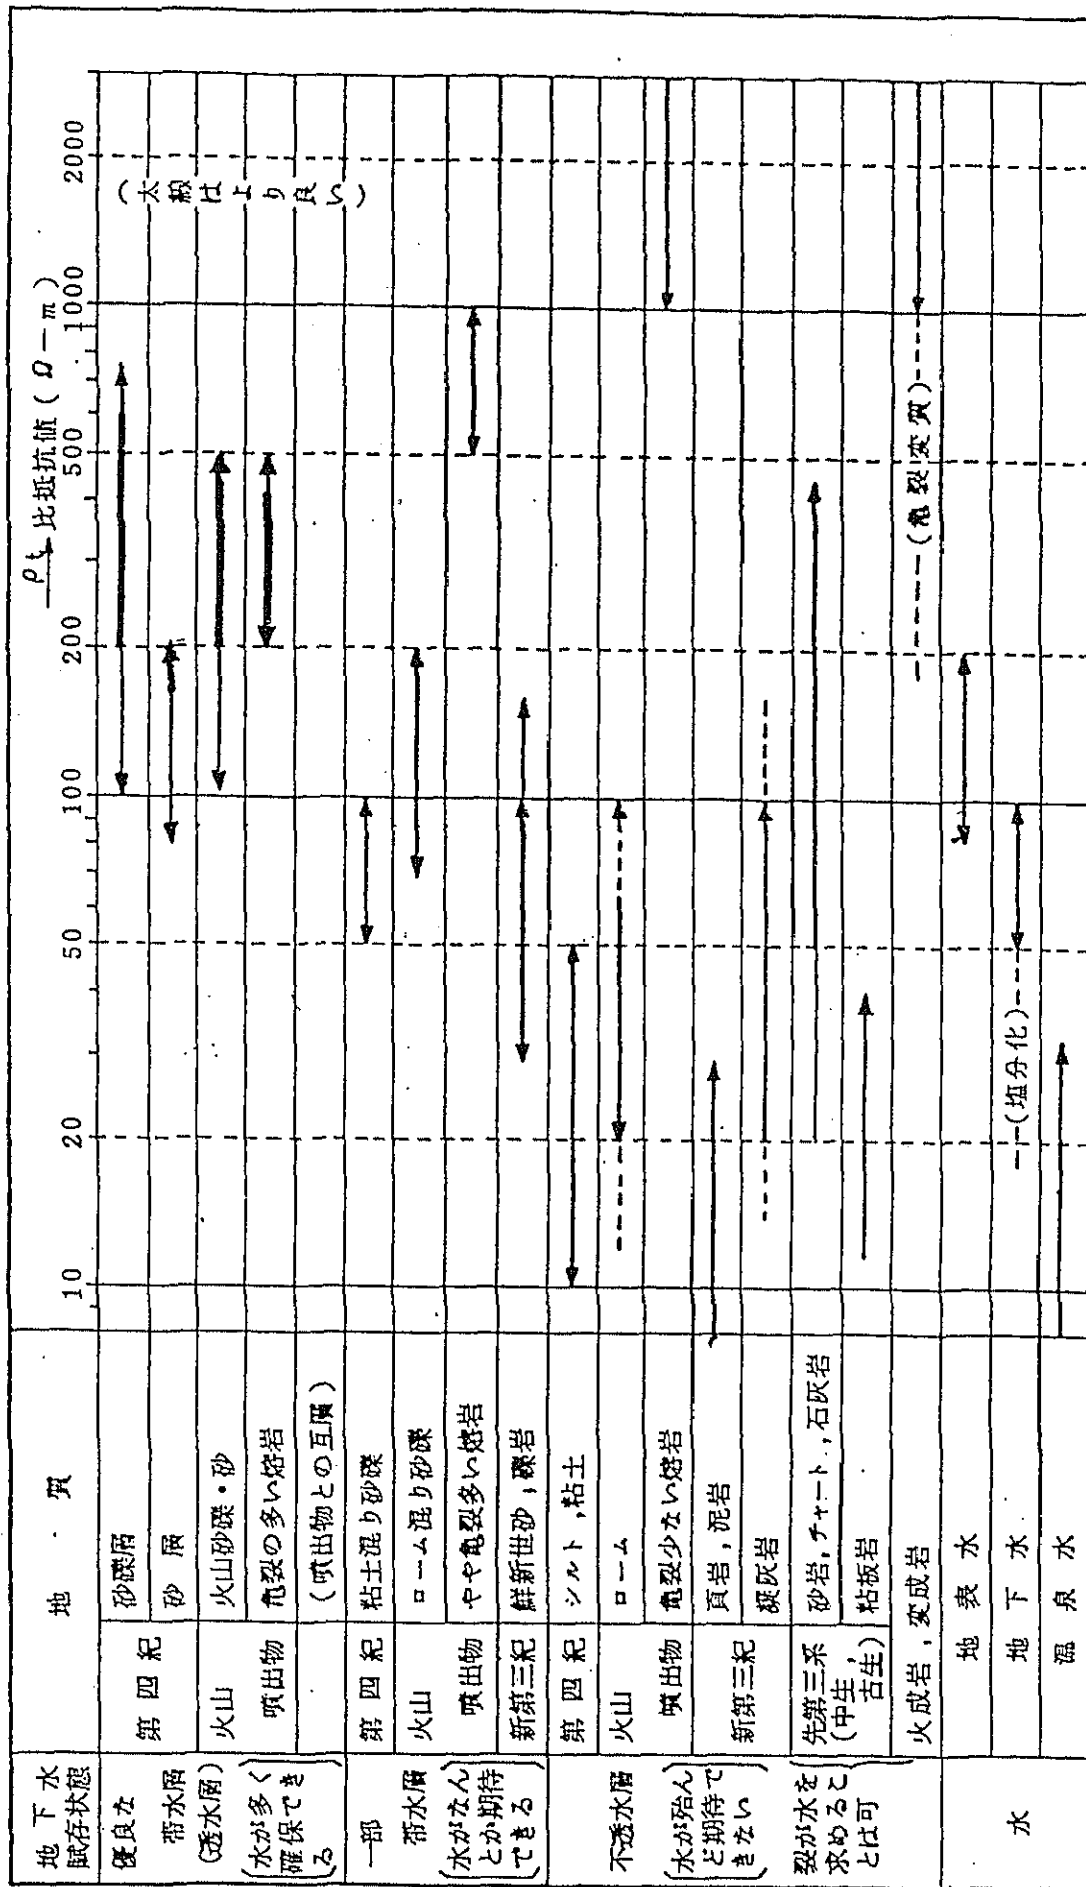 地下水賦存状態
地・質
ρt 比抵抗値 (Ω-m)
10 20 50 100 200 500 1000 2000
(太線はより良い)
優良な
帯水層
(透水層)
(水が多く確保できる)
第四紀
砂礫層
砂 層
火山
噴出物
火山砂礫・砂
亀裂の多い熔岩
(噴出物との互層)
一部
帯水層
(水がなんとか期待できる)
第四紀
粘土混り砂礫
火山
噴出物
ローム混り砂礫
やや亀裂多い熔岩
新第三紀
鮮新世砂,礫岩
不透水層
(水が殆んど期待できない)
第四紀
シルト,粘土
火山
噴出物
ローム
亀裂少ない熔岩
新第三紀
頁岩,泥岩
凝灰岩
(裂か水を求めることは可)
先第三系
(中生,古生)
砂岩,チャート,石灰岩
粘板岩
火成岩,変成岩
(亀裂変質)
水
地表水
地下水
(塩分化)
温泉水